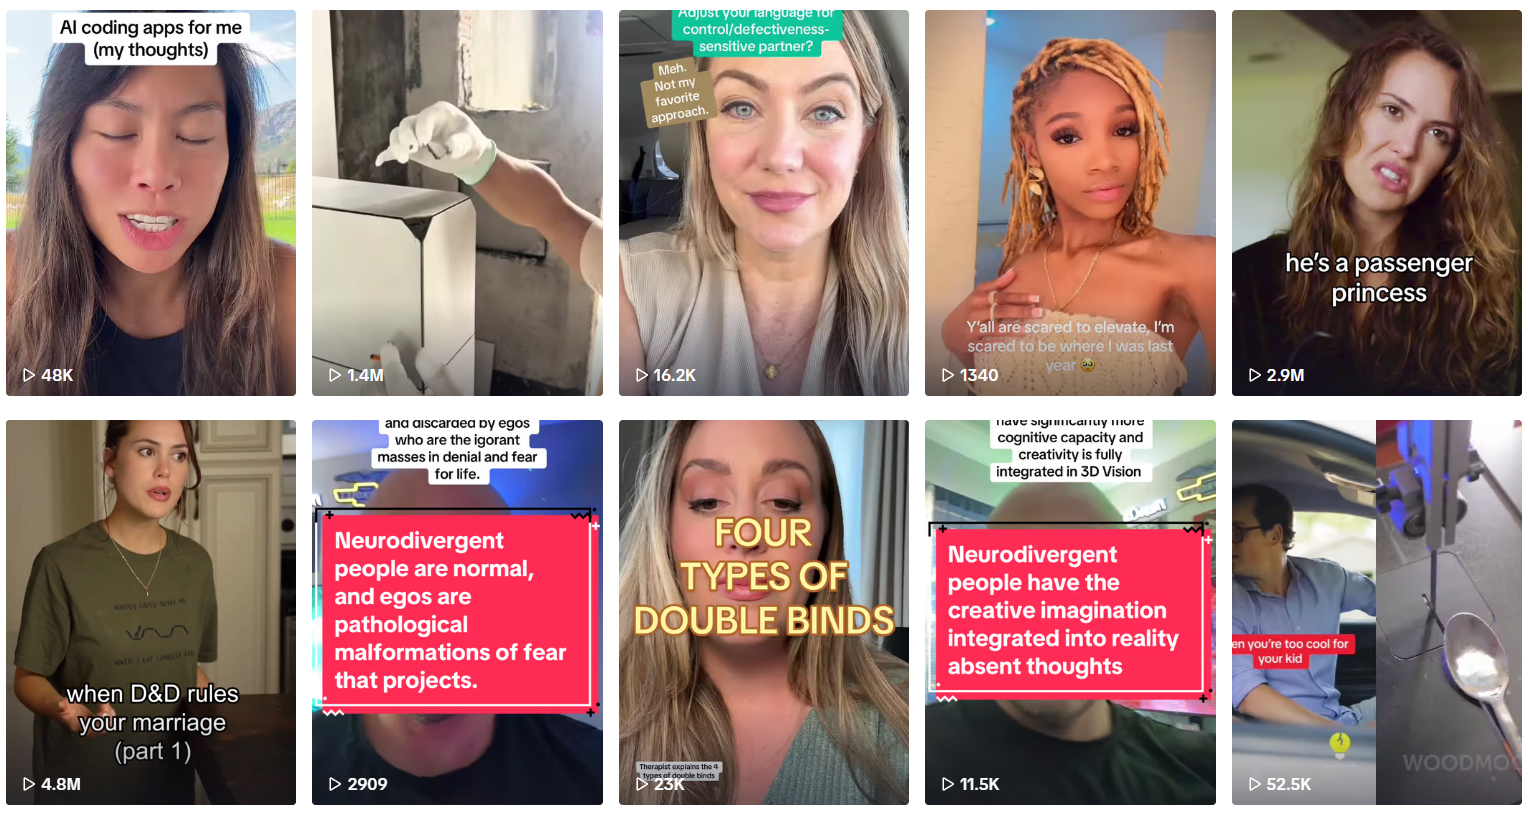 AI coding apps for me
(my thoughts)
48K
1.4M
Adjust your language for
control/defectiveness-
sensitive partner?
Meh.
Not my
favorite
approach.
16.2K
Y'all are scared to elevate, I'm
scared to be where I was last
year 🥹
1340
he's a passenger
princess
2.9M
when D&D rules
your marriage
(part 1)
4.8M
and discarded by egos
who are the igorant
masses in denial and fear
for life.
Neurodivergent
people are normal,
and egos are
pathological
malformations of fear
that projects.
2909
FOUR
TYPES OF
DOUBLE BINDS
Therapist explains the 4
types of double binds
23K
have significantly more
cognitive capacity and
creativity is fully
integrated in 3D Vision
Neurodivergent
people have the
creative imagination
integrated into reality
absent thoughts
11.5K
en you're too cool for
your kid
WOODMOO
52.5K